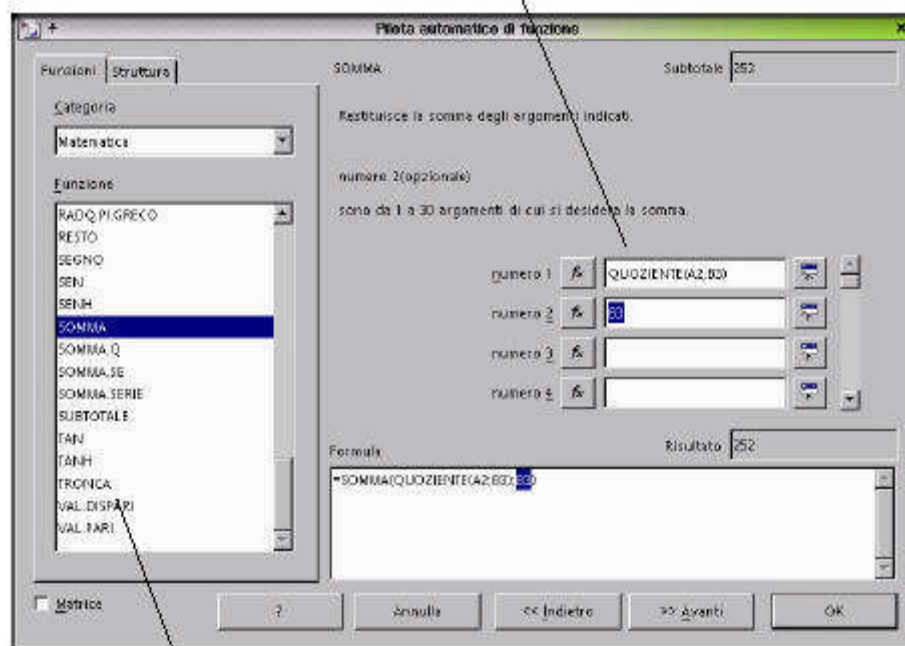 Pilota automatico di funzione
Funzioni Struttura
Categoria
Matematica
Funzione
RADQ.PI.GRECO
RESTO
SEGNO
SEN
SENH
SOMMA
SOMMA.Q
SOMMA.SE
SOMMA.SERIE
SUBTOTALE
TAN
TANH
TRONCA
VAL.DISPARI
VAL.PARI
Matrice
SOMMA
Subtotale 252
Restituisce la somma degli argomenti indicati.
numero 2(opzionale)
sono da 1 a 30 argomenti di cui si desidera la somma.
numero 1 fx QUOZIENTE(A2;B3)
numero 2 fx B3
numero 3 fx
numero 4 fx
Formula
Risultato 252
=SOMMA(QUOZIENTE(A2;B3);B3)
?
Annulla
<< Indietro
>> Avanti
OK